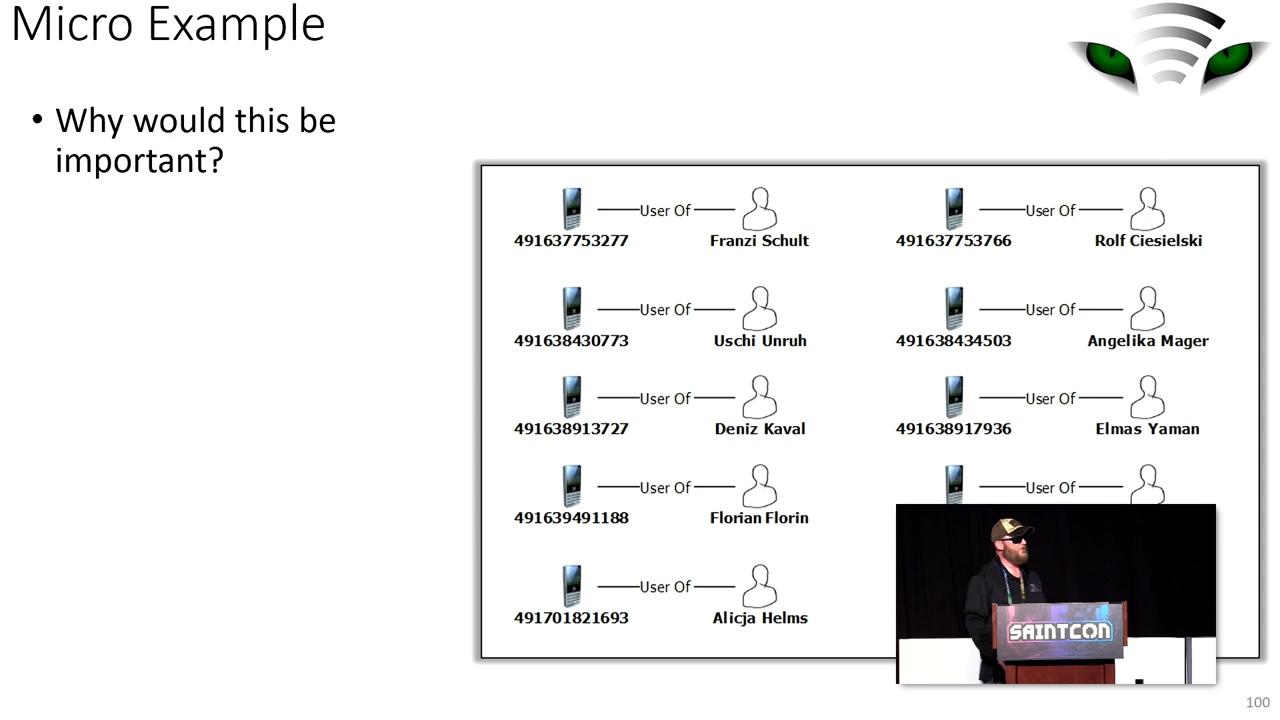 Micro Example
• Why would this be
important?
User Of
User Of
491637753277
Franzi Schult
491637753766
Rolf Ciesielski
User Of
User Of
491638430773
Uschi Unruh
491638434503
Angelika Mager
User Of
User Of
491638913727
Deniz Kaval
491638917936
Elmas Yaman
User Of
User Of
491639491188
Florian Florin
User Of
491701821693
Alicja Helms
SAINTCON
100